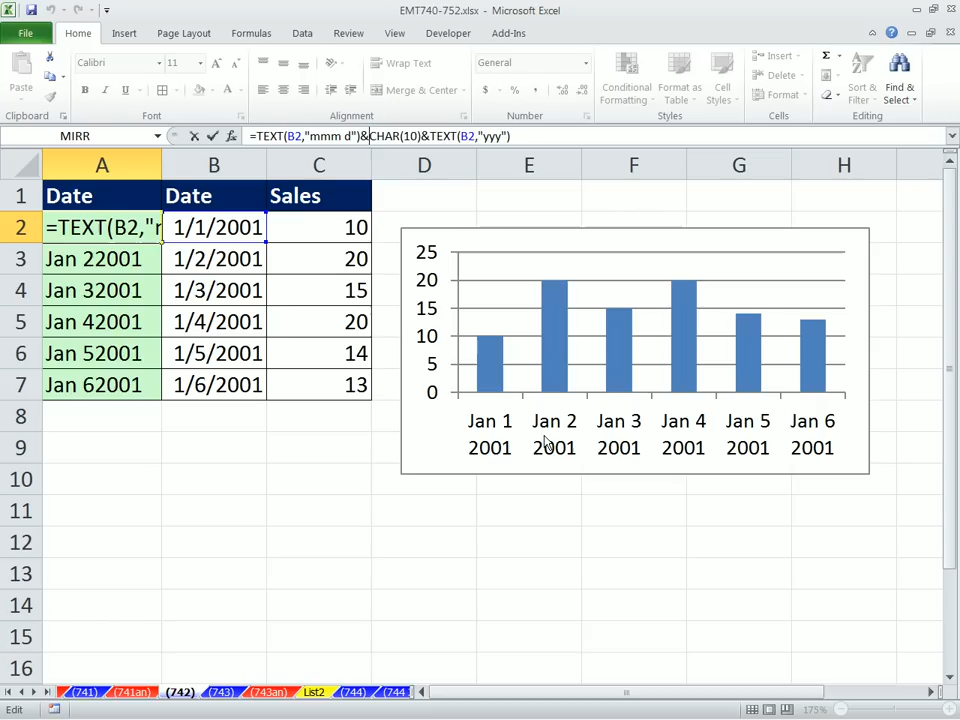 EMT740-752.xlsx - Microsoft Excel
File Home Insert Page Layout Formulas Data Review View Developer Add-Ins
Paste
Calibri 11
Wrap Text
Merge & Center
General
Conditional Formatting
Format as Table
Cell Styles
Insert
Delete
Format
Find & Select
Clipboard Font Alignment Number Styles Cells Editing
MIRR =TEXT(B2,"mmm d")&CHAR(10)&TEXT(B2,"yyy")
A B C D E F G H
1 Date Date Sales
2 =TEXT(B2," 1/1/2001 10
3 Jan 22001 1/2/2001 20
4 Jan 32001 1/3/2001 15
5 Jan 42001 1/4/2001 20
6 Jan 52001 1/5/2001 14
7 Jan 62001 1/6/2001 13
8
9
10
11
12
13
14
15
16
25
20
15
10
5
0
Jan 1 Jan 2 Jan 3 Jan 4 Jan 5 Jan 6
2001 2001 2001 2001 2001 2001
(741) (741an) (742) (743) (743an) List2 (744) (744
Edit 175%